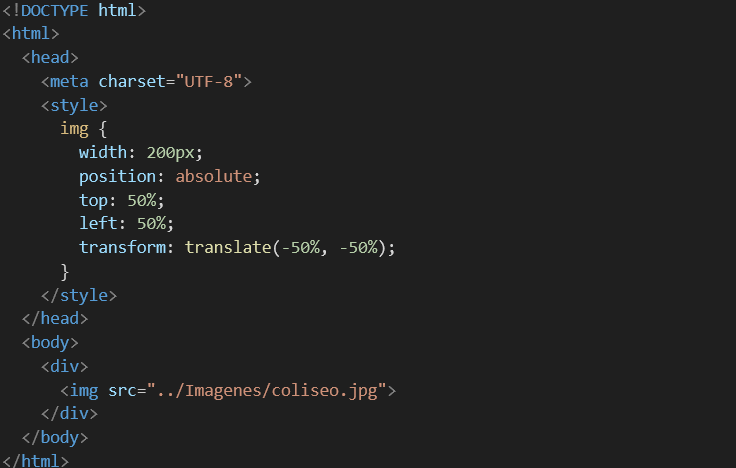 <!DOCTYPE html>
<html>
  <head>
    <meta charset="UTF-8">
    <style>
      img {
        width: 200px;
        position: absolute;
        top: 50%;
        left: 50%;
        transform: translate(-50%, -50%);
      }
    </style>
  </head>
  <body>
    <div>
      <img src="../Imagenes/coliseo.jpg">
    </div>
  </body>
</html>